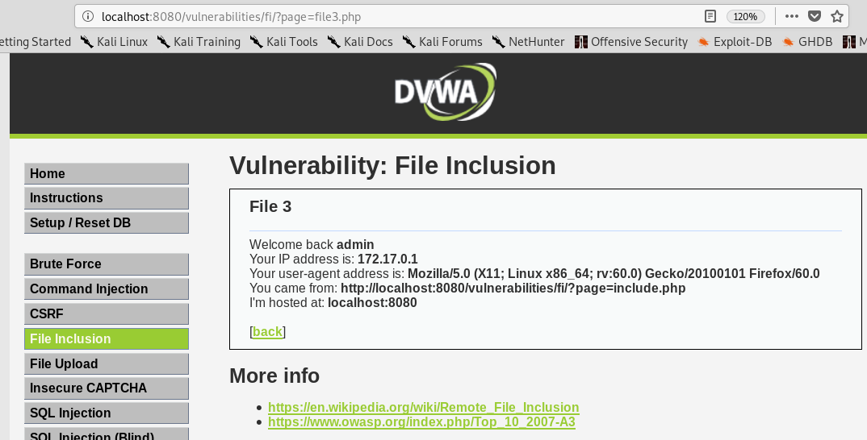 localhost:8080/vulnerabilities/fi/?page=file3.php
120%
etting Started Kali Linux Kali Training Kali Tools Kali Docs Kali Forums NetHunter Offensive Security Exploit-DB GHDB M
DVWA
Home
Instructions
Setup / Reset DB
Brute Force
Command Injection
CSRF
File Inclusion
File Upload
Insecure CAPTCHA
SQL Injection
SQL Injection (Blind)
Vulnerability: File Inclusion
File 3
Welcome back admin
Your IP address is: 172.17.0.1
Your user-agent address is: Mozilla/5.0 (X11; Linux x86_64; rv:60.0) Gecko/20100101 Firefox/60.0
You came from: http://localhost:8080/vulnerabilities/fi/?page=include.php
I'm hosted at: localhost:8080
[back]
More info
https://en.wikipedia.org/wiki/Remote_File_Inclusion
https://www.owasp.org/index.php/Top_10_2007-A3